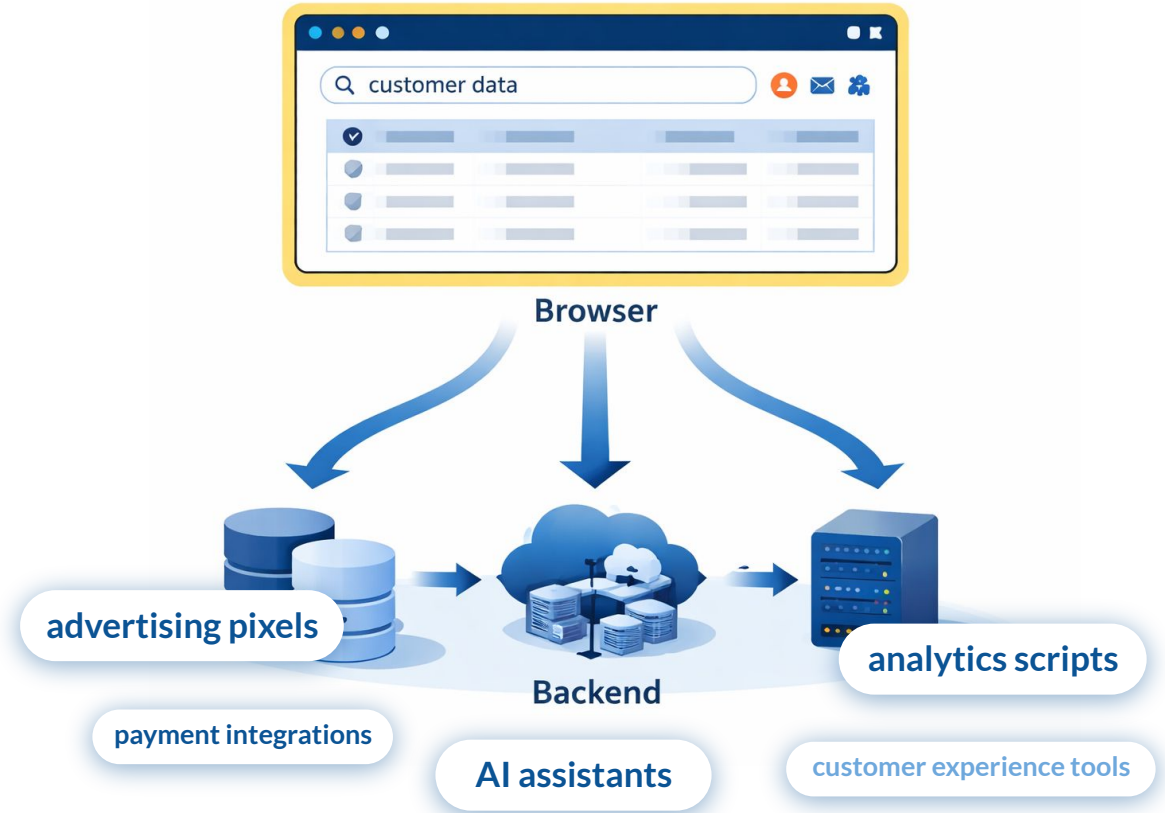 customer data
Browser
advertising pixels
analytics scripts
Backend
payment integrations
AI assistants
customer experience tools